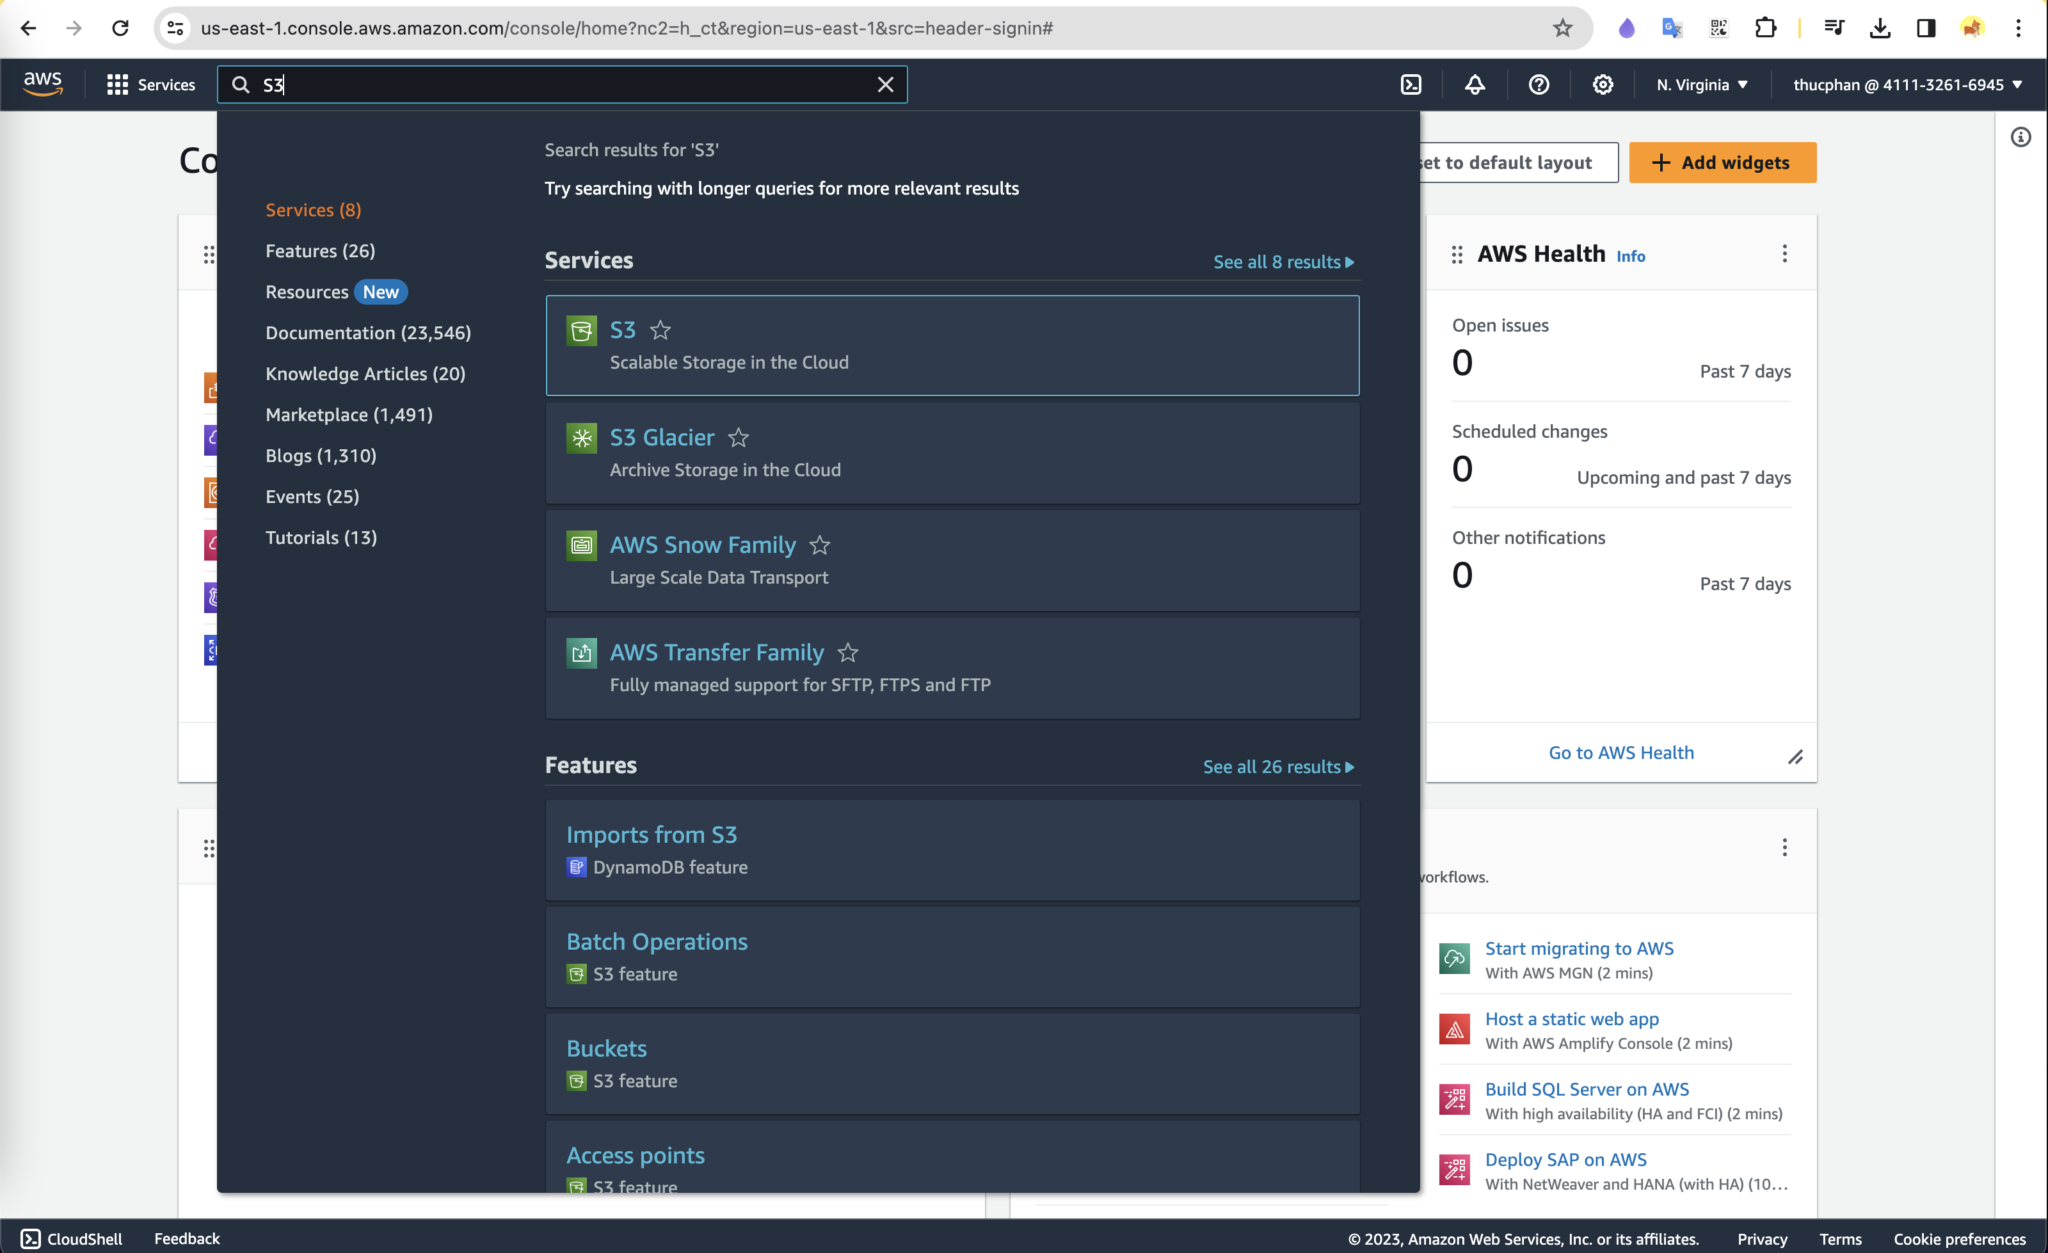 us-east-1.console.aws.amazon.com/console/home?nc2=h_ct&region=us-east-1&src=header-signin#
aws
Services
S3
N. Virginia
thucphan @ 4111-3261-6945
Co
Search results for 'S3'
Try searching with longer queries for more relevant results
set to default layout
Add widgets
Services (8)
Features (26)
Resources New
Documentation (23,546)
Knowledge Articles (20)
Marketplace (1,491)
Blogs (1,310)
Events (25)
Tutorials (13)
Services
See all 8 results
S3
Scalable Storage in the Cloud
S3 Glacier
Archive Storage in the Cloud
AWS Snow Family
Large Scale Data Transport
AWS Transfer Family
Fully managed support for SFTP, FTPS and FTP
Features
See all 26 results
Imports from S3
DynamoDB feature
Batch Operations
S3 feature
Buckets
S3 feature
Access points
S3 feature
AWS Health Info
Open issues
0
Past 7 days
Scheduled changes
0
Upcoming and past 7 days
Other notifications
0
Past 7 days
Go to AWS Health
workflows.
Start migrating to AWS
With AWS MGN (2 mins)
Host a static web app
With AWS Amplify Console (2 mins)
Build SQL Server on AWS
With high availability (HA and FCI) (2 mins)
Deploy SAP on AWS
With NetWeaver and HANA (with HA) (10...
CloudShell
Feedback
© 2023, Amazon Web Services, Inc. or its affiliates.
Privacy
Terms
Cookie preferences